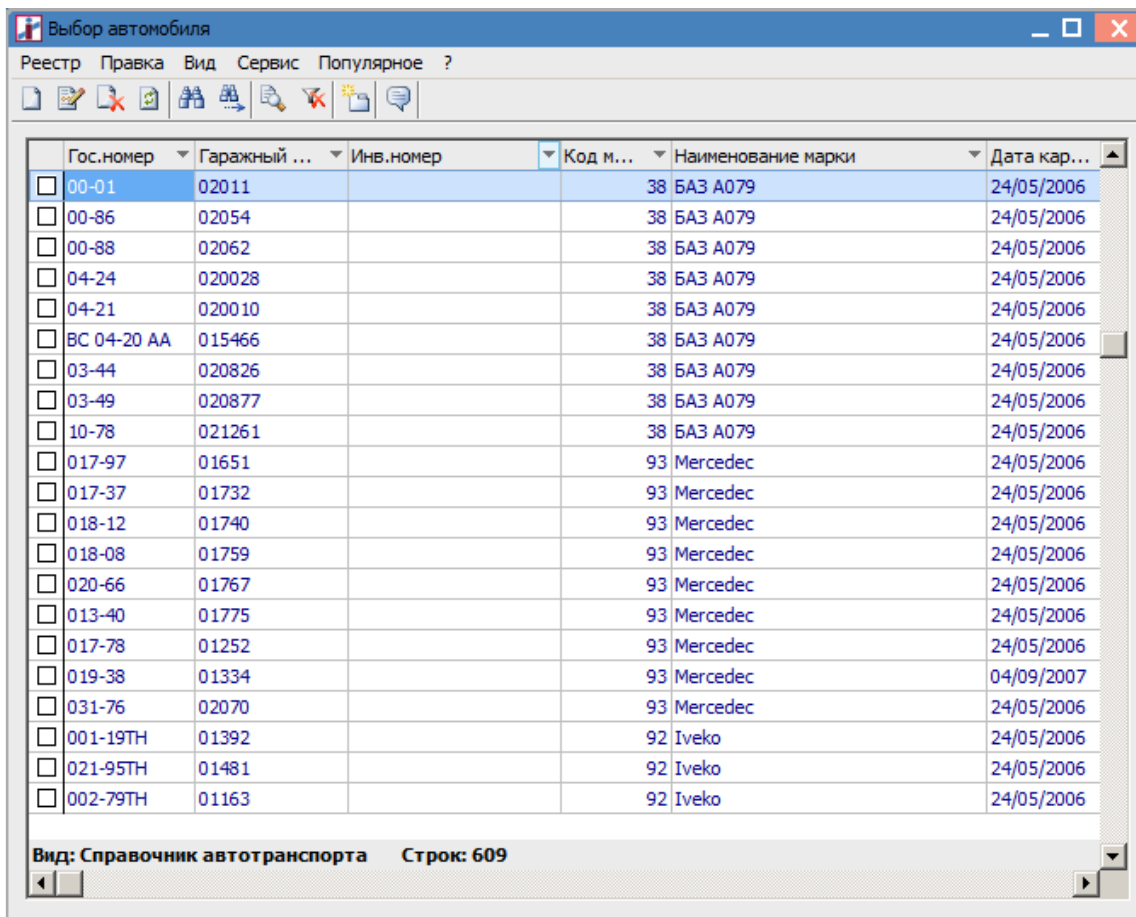 Выбор автомобиля
Реестр Правка Вид Сервис Популярное ?
Гос.номер Гаражный ... Инв.номер Код м... Наименование марки Дата кар...
00-01 02011 38 БАЗ А079 24/05/2006
00-86 02054 38 БАЗ А079 24/05/2006
00-88 02062 38 БАЗ А079 24/05/2006
04-24 020028 38 БАЗ А079 24/05/2006
04-21 020010 38 БАЗ А079 24/05/2006
ВС 04-20 АА 015466 38 БАЗ А079 24/05/2006
03-44 020826 38 БАЗ А079 24/05/2006
03-49 020877 38 БАЗ А079 24/05/2006
10-78 021261 38 БАЗ А079 24/05/2006
017-97 01651 93 Mercedec 24/05/2006
017-37 01732 93 Mercedec 24/05/2006
018-12 01740 93 Mercedec 24/05/2006
018-08 01759 93 Mercedec 24/05/2006
020-66 01767 93 Mercedec 24/05/2006
013-40 01775 93 Mercedec 24/05/2006
017-78 01252 93 Mercedec 24/05/2006
019-38 01334 93 Mercedec 04/09/2007
031-76 02070 93 Mercedec 24/05/2006
001-19ТН 01392 92 Iveko 24/05/2006
021-95ТН 01481 92 Iveko 24/05/2006
002-79ТН 01163 92 Iveko 24/05/2006
Вид: Справочник автотранспорта Строк: 609